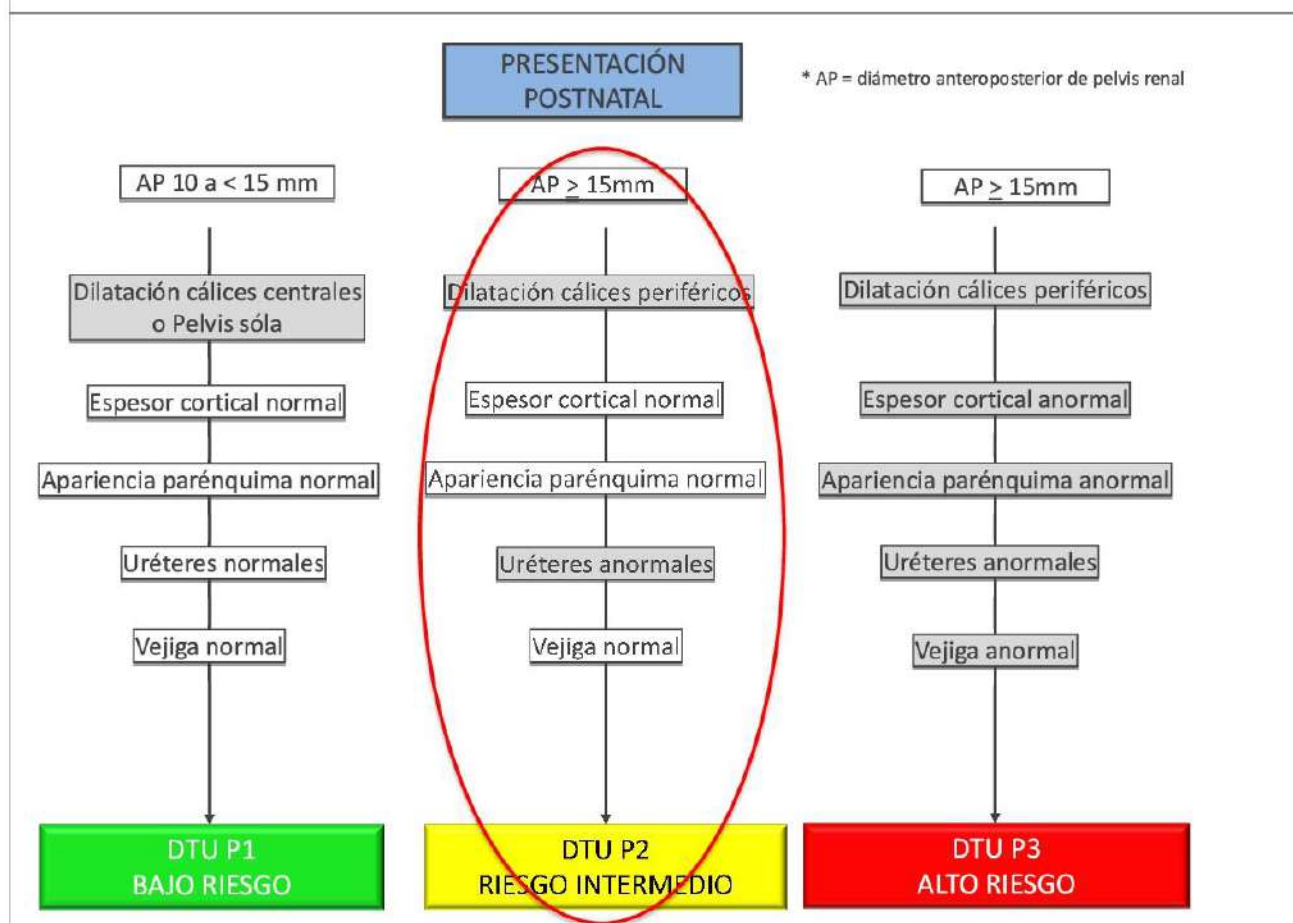 PRESENTACIÓN
POSTNATAL
* AP = diámetro anteroposterior de pelvis renal
AP 10 a < 15 mm
Dilatación cálices centrales
o Pelvis sóla
Espesor cortical normal
Apariencia parénquima normal
Uréteres normales
Vejiga normal
DTU P1
BAJO RIESGO
AP ≥ 15mm
Dilatación cálices periféricos
Espesor cortical normal
Apariencia parénquima normal
Uréteres anormales
Vejiga normal
DTU P2
RIESGO INTERMEDIO
AP ≥ 15mm
Dilatación cálices periféricos
Espesor cortical anormal
Apariencia parénquima anormal
Uréteres anormales
Vejiga anormal
DTU P3
ALTO RIESGO